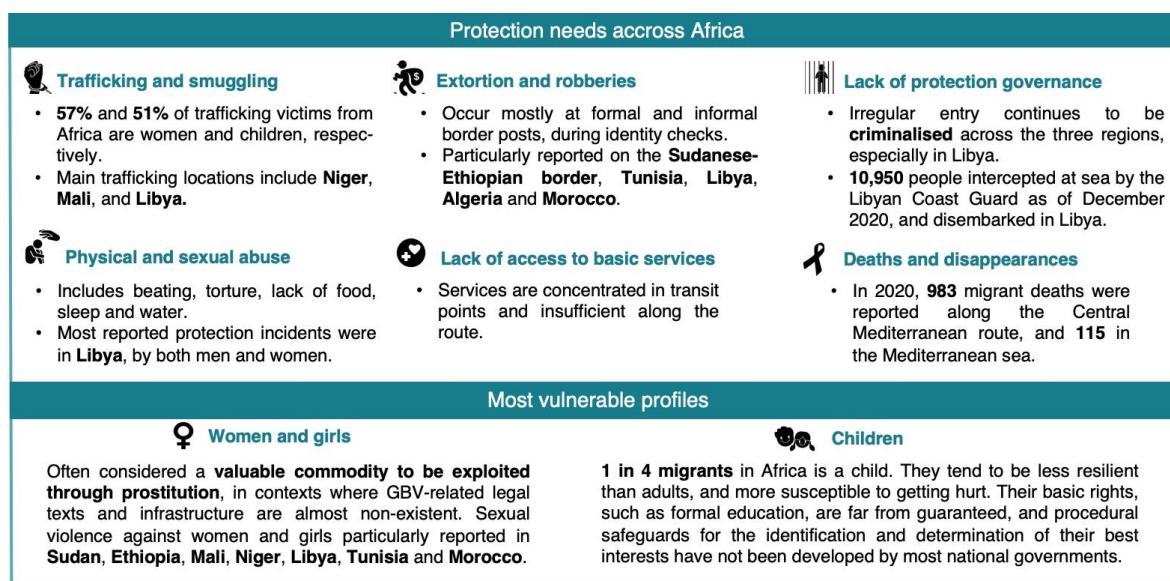 Protection needs accross Africa
Trafficking and smuggling
• 57% and 51% of trafficking victims from
Africa are women and children, respec-
tively.
• Main trafficking locations include Niger,
Mali, and Libya.
Extortion and robberies
• Occur mostly at formal and informal
border posts, during identity checks.
• Particularly reported on the Sudanese-
Ethiopian border, Tunisia, Libya,
Algeria and Morocco.
Lack of protection governance
• Irregular entry continues to be
criminalised across the three regions,
especially in Libya.
• 10,950 people intercepted at sea by the
Libyan Coast Guard as of December
2020, and disembarked in Libya.
Physical and sexual abuse
• Includes beating, torture, lack of food,
sleep and water.
• Most reported protection incidents were
in Libya, by both men and women.
Lack of access to basic services
• Services are concentrated in transit
points and insufficient along the
route.
Deaths and disappearances
• In 2020, 983 migrant deaths were
reported along the Central
Mediterranean route, and 115 in
the Mediterranean sea.
Most vulnerable profiles
Women and girls
Often considered a valuable commodity to be exploited
through prostitution, in contexts where GBV-related legal
texts and infrastructure are almost non-existent. Sexual
violence against women and girls particularly reported in
Sudan, Ethiopia, Mali, Niger, Libya, Tunisia and Morocco.
Children
1 in 4 migrants in Africa is a child. They tend to be less resilient
than adults, and more susceptible to getting hurt. Their basic rights,
such as formal education, are far from guaranteed, and procedural
safeguards for the identification and determination of their best
interests have not been developed by most national governments.